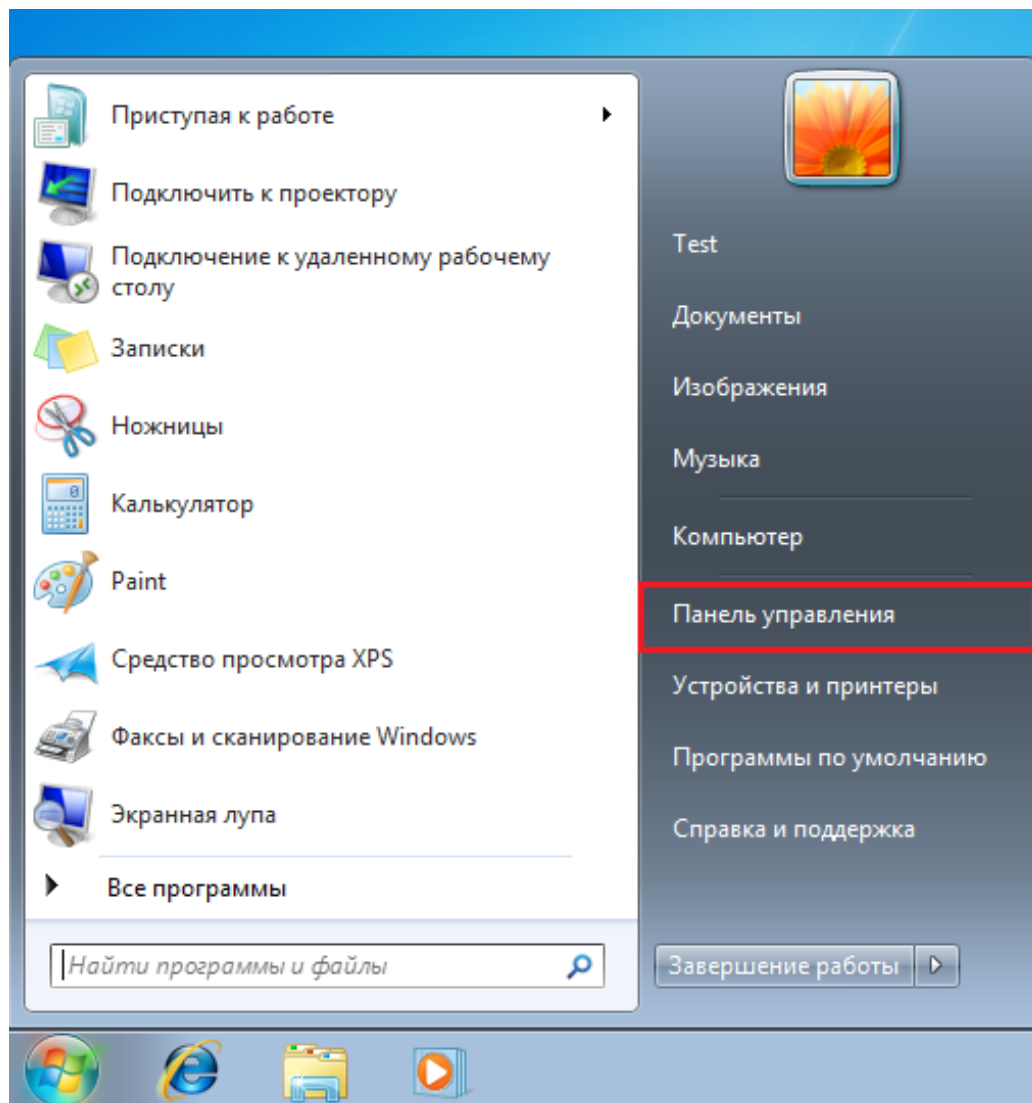 Приступая к работе
Подключить к проектору
Подключение к удаленному рабочему
столу
Записки
Ножницы
Калькулятор
Paint
Средство просмотра XPS
Факсы и сканирование Windows
Экранная лупа
Все программы
Найти программы и файлы
Test
Документы
Изображения
Музыка
Компьютер
Панель управления
Устройства и принтеры
Программы по умолчанию
Справка и поддержка
Завершение работы